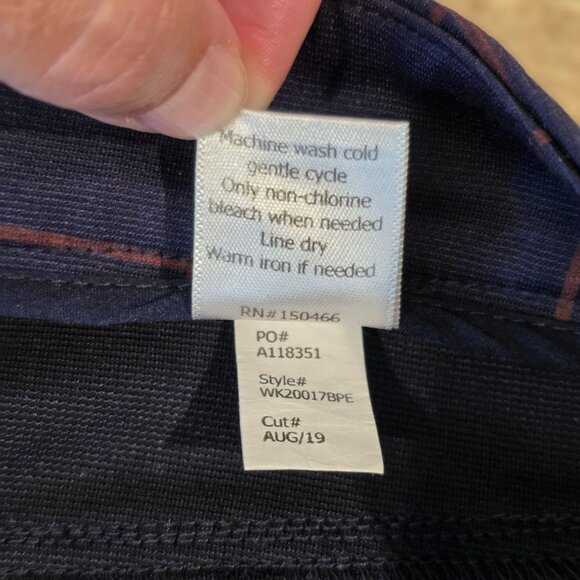 Machine wash cold
gentle cycle
Only non-chlorine
bleach when needed
Line dry
Warm iron if needed
RN# 150466
PO#
A118351
Style#
WK20017BPE
Cut#
AUG/19